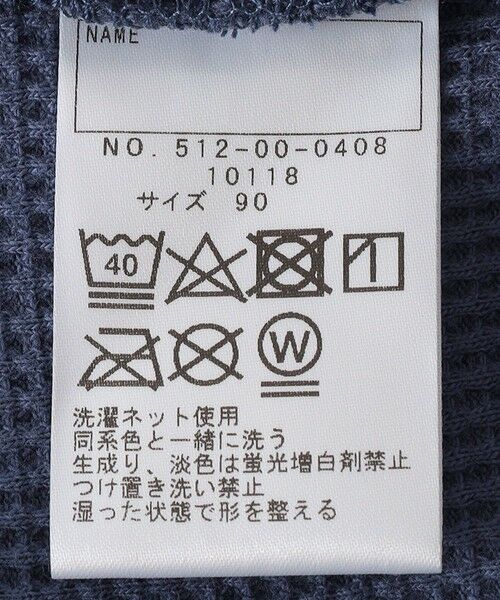 NAME
NO. 512-00-0408
10118
サイズ 90
40
W
洗濯ネット使用
同系色と一緒に洗う
生成り、淡色は蛍光増白剤禁止
つけ置き洗い禁止
湿った状態で形を整える